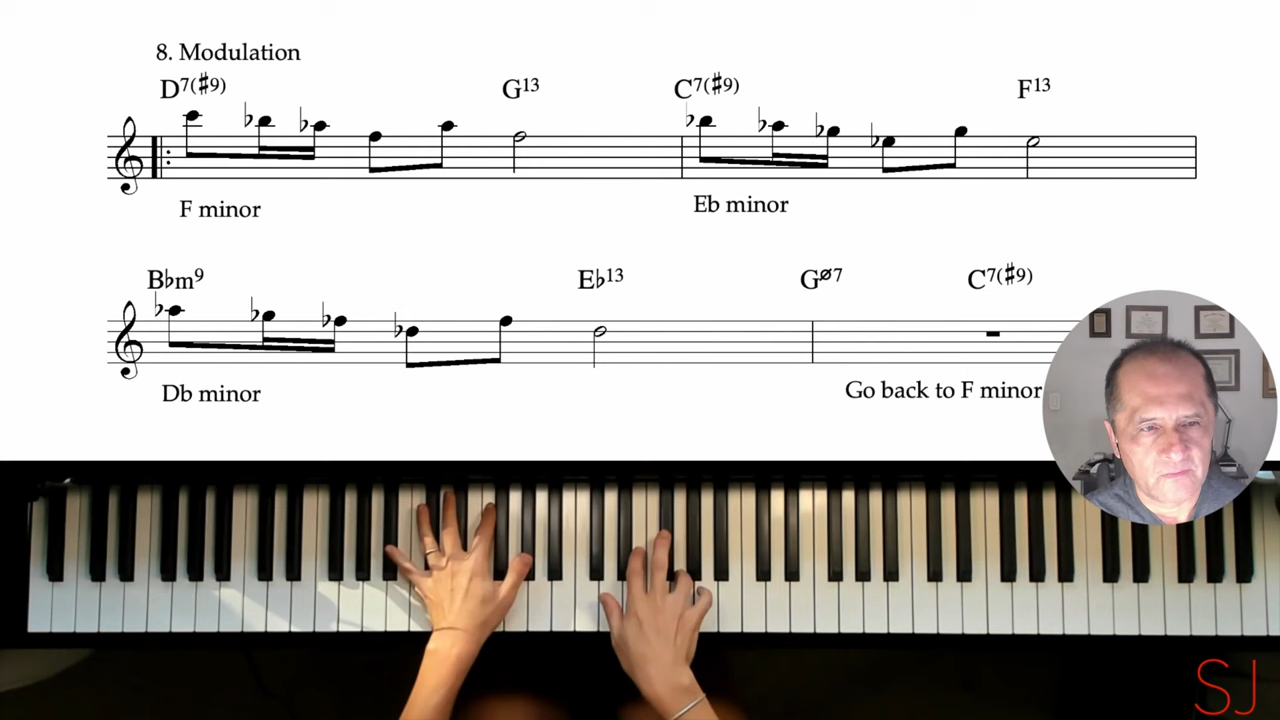 8. Modulation
D7(♯9) G13 C7(♯9) F13
F minor Eb minor
B♭m9 E♭13 Gø7 C7(♯9)
Db minor Go back to F minor
SJ